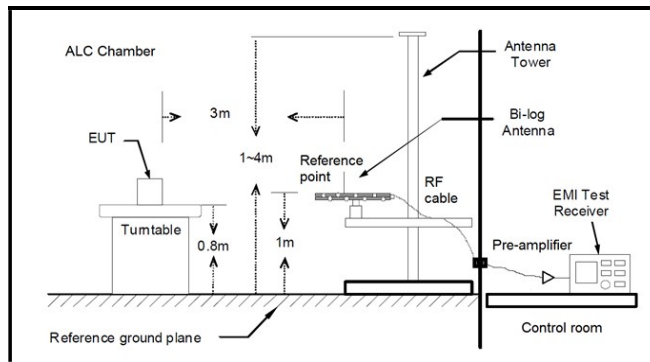 ALC Chamber
Antenna
Tower
3m
Bi-log
Antenna
EUT
1~4m
Reference
point
RF
cable
EMI Test
Receiver
Turntable
0.8m
1m
Pre-amplifier
Reference ground plane
Control room